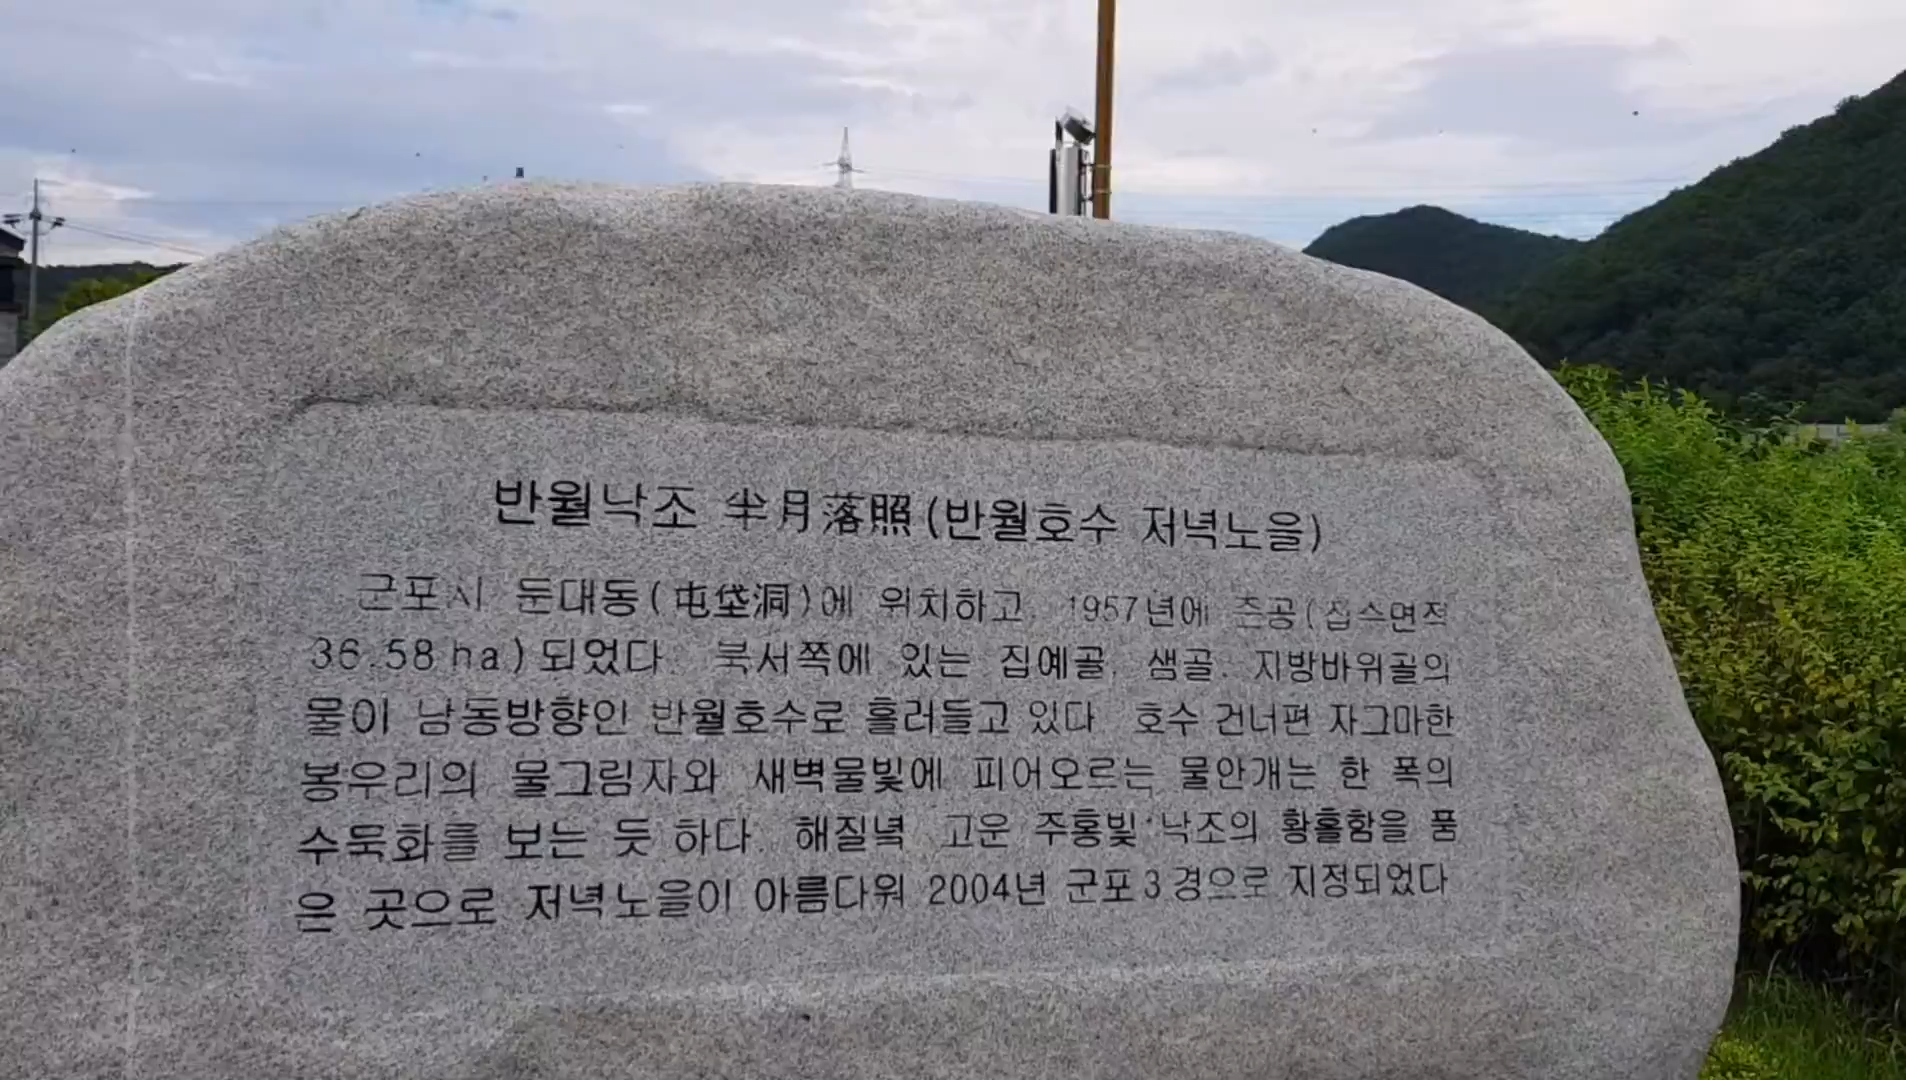 반월낙조 半月落照(반월호수 저녁노을)
군포시 둔대동(屯垈洞)에 위치하고, 1957년에 준공(집수면적
36.58 ha)되었다. 북서쪽에 있는 집예골, 샘골, 지방바위골의
물이 남동방향인 반월호수로 흘러들고 있다. 호수 건너편 자그마한
봉우리의 물그림자와 새벽물빛에 피어오르는 물안개는 한 폭의
수묵화를 보는 듯 하다. 해질녘 고운 주홍빛 낙조의 황홀함을 품
은 곳으로 저녁노을이 아름다워 2004년 군포3경으로 지정되었다